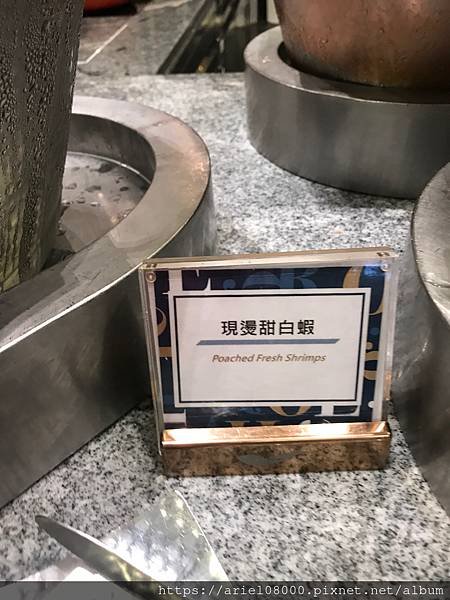 現燙甜白蝦
Poached Fresh Shrimps
https://ariel08000.pixnet.net/album